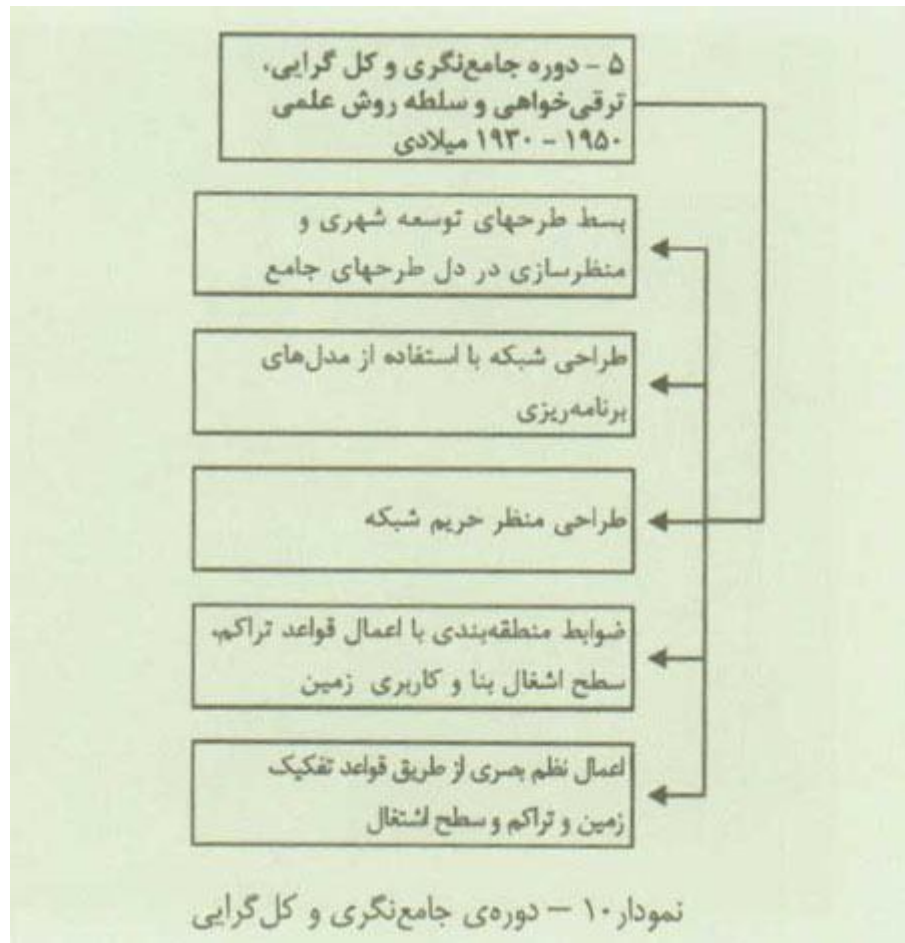 ۵ - دوره جامع‌نگری و کل گرایی،
ترقی‌خواهی و سلطه روش علمی
۱۹۵۰ - ۱۹۳۰ میلادی
بسط طرحهای توسعه شهری و
منظرسازی در دل طرحهای جامع
طراحی شبکه با استفاده از مدل‌های
برنامه‌ریزی
طراحی منظر حریم شبکه
ضوابط منطقه‌بندی با اعمال قواعد تراکم،
سطح اشغال بنا و کاربری زمین
اعمال نظم بصری از طریق قواعد تفکیک
زمین و تراکم و سطح اشتغال
نمودار۱۰ – دوره‌ی جامع‌نگری و کل‌گرایی